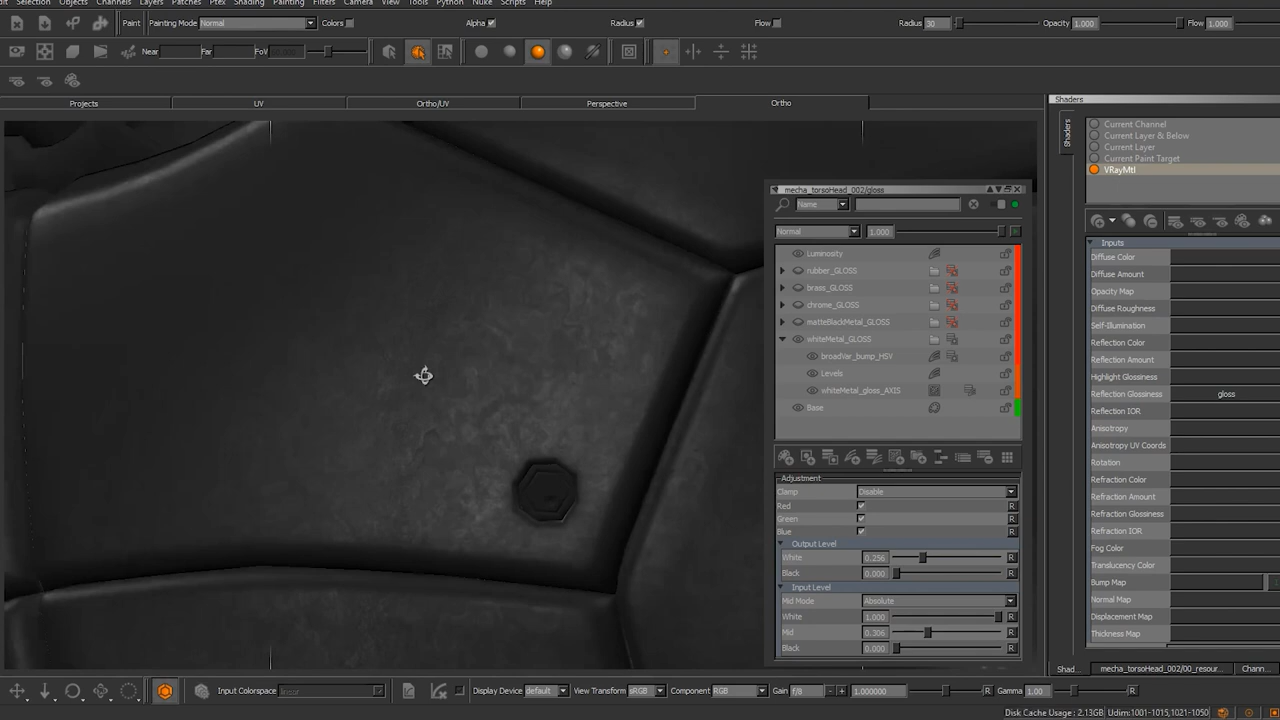 Selection Objects Channels Layers Patches Ptex Shading Painting Filters Camera View Tools Python Nuke Scripts Help
Paint Painting Mode Normal Colors Alpha Radius Flow Radius 30 Opacity 1.000 Flow 1.000
Near Far FoV
Projects UV Ortho/UV Perspective Ortho
Shaders
Shaders
Current Channel
Current Layer & Below
Current Layer
Current Paint Target
VRayMtl
mecha_torsoHead_002/gloss
Name
Normal 1.000
Luminosity
rubber_GLOSS
brass_GLOSS
chrome_GLOSS
matteBlackMetal_GLOSS
whiteMetal_GLOSS
broadVar_bump_HSV
Levels
whiteMetal_gloss_AXIS
Base
Adjustment
Clamp Disable
Red R
Green R
Blue R
Output Level
White 0.256 R
Black 0.000 R
Input Level
Mid Mode Absolute
White 1.000 R
Mid 0.306 R
Black 0.000 R
Inputs
Diffuse Color
Diffuse Amount
Opacity Map
Diffuse Roughness
Self-Illumination
Reflection Color
Reflection Amount
Highlight Glossiness
Reflection Glossiness gloss
Reflection IOR
Anisotropy
Anisotropy UV Coords
Rotation
Refraction Color
Refraction Amount
Refraction Glossiness
Refraction IOR
Fog Color
Translucency Color
Bump Map
Normal Map
Displacement Map
Thickness Map
Shad... mecha_torsoHead_002/00_resour... Chann...
Input Colorspace linear Display Device default View Transform sRGB Component RGB Gain f/8 - + 1.000000 R Gamma 1.00 R
Disk Cache Usage : 2.13GB Udim:1001-1015,1021-1050